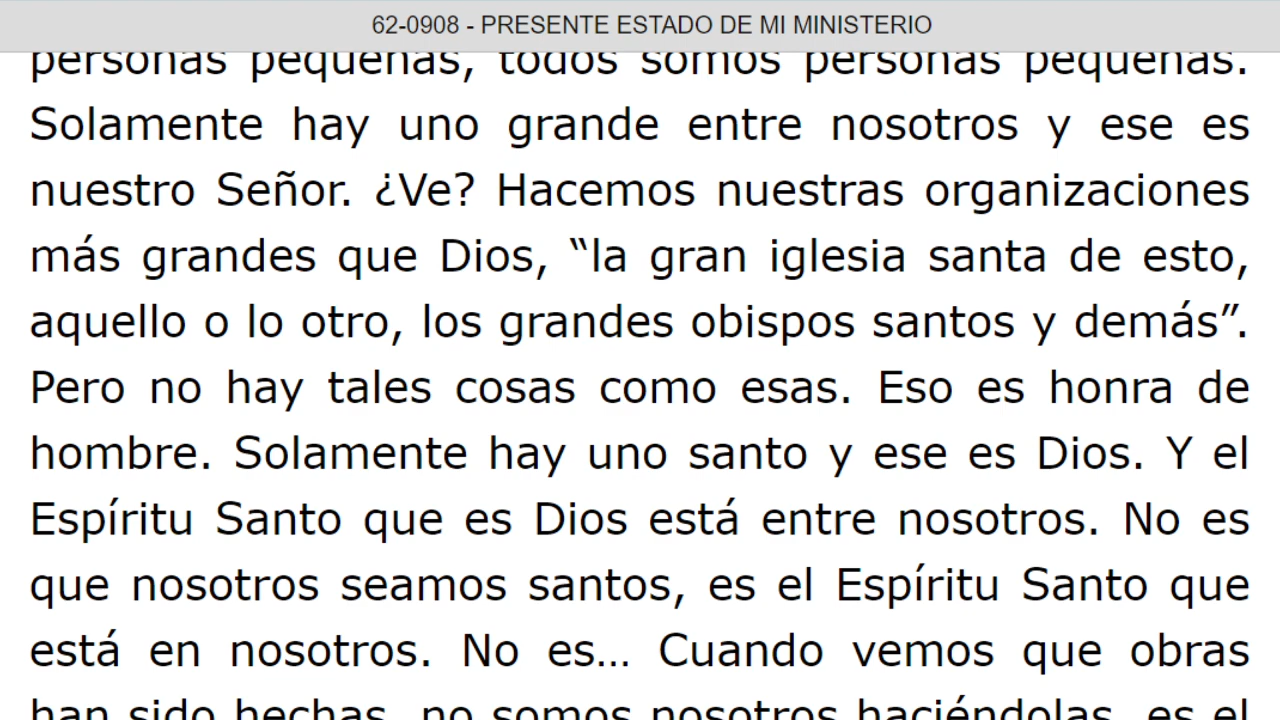 62-0908 - PRESENTE ESTADO DE MI MINISTERIO
personas pequeñas, todos somos personas pequeñas.
Solamente hay uno grande entre nosotros y ese es
nuestro Señor. ¿Ve? Hacemos nuestras organizaciones
más grandes que Dios, “la gran iglesia santa de esto,
aquello o lo otro, los grandes obispos santos y demás”.
Pero no hay tales cosas como esas. Eso es honra de
hombre. Solamente hay uno santo y ese es Dios. Y el
Espíritu Santo que es Dios está entre nosotros. No es
que nosotros seamos santos, es el Espíritu Santo que
está en nosotros. No es… Cuando vemos que obras
han sido hechas, no somos nosotros haciéndolas, es el